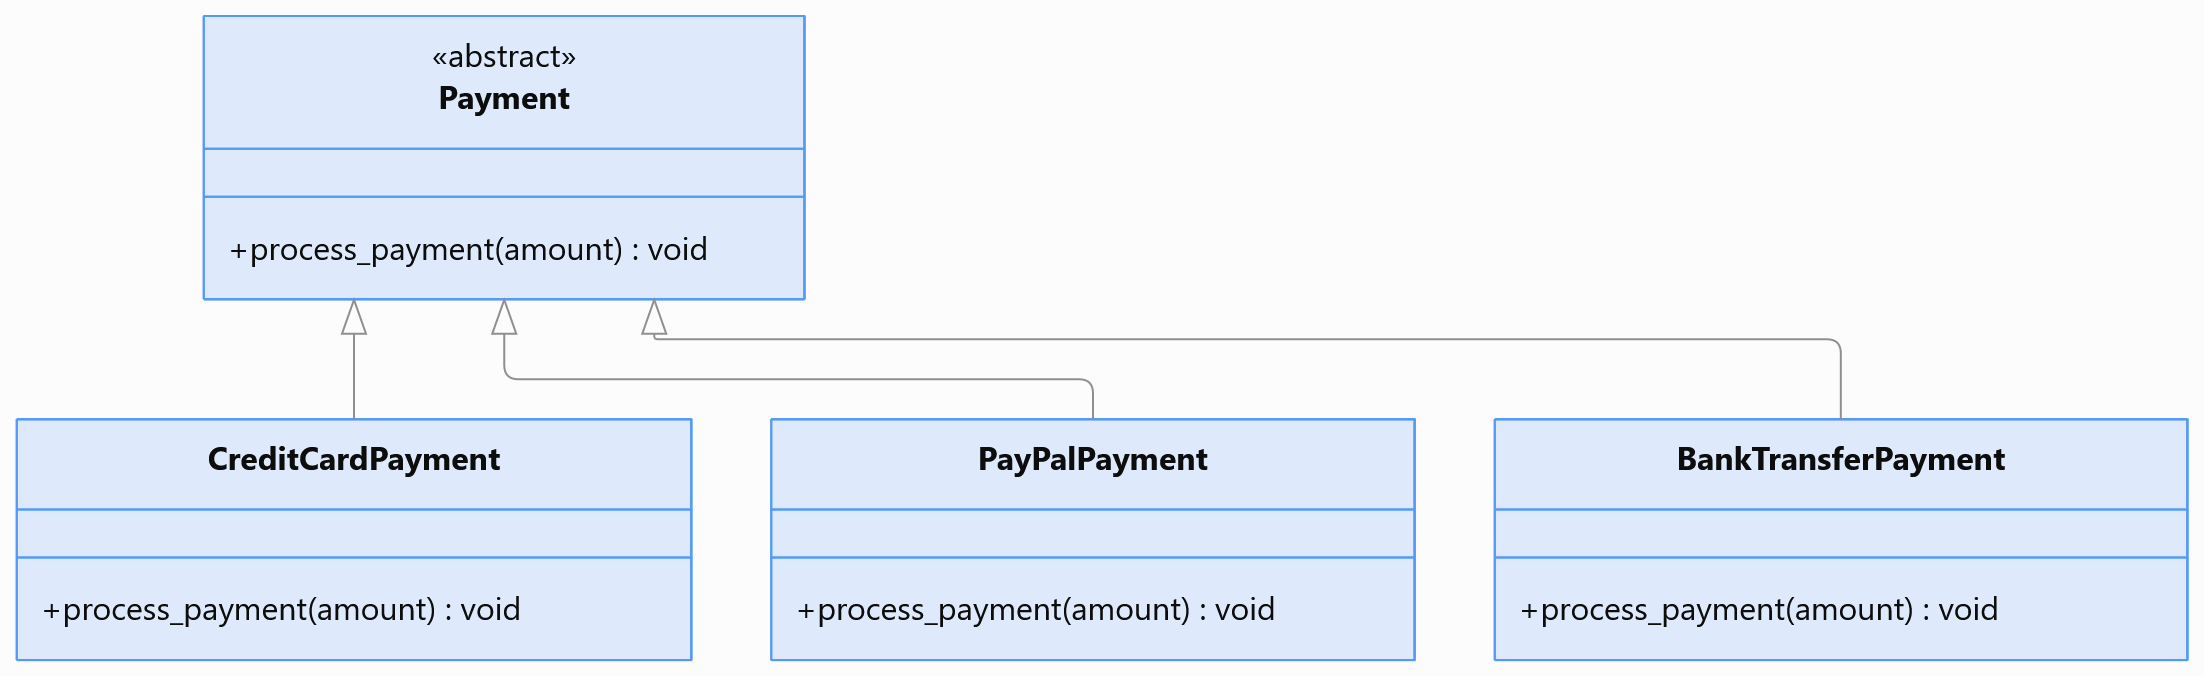 «abstract»
Payment
+process_payment(amount) : void
CreditCardPayment
+process_payment(amount) : void
PayPalPayment
+process_payment(amount) : void
BankTransferPayment
+process_payment(amount) : void